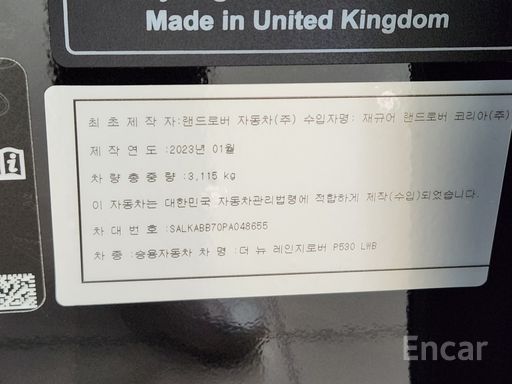 Made in United Kingdom
최 초 제 작 자:랜드로버 자동차(주) 수입자명: 재규어 랜드로버 코리아(주)
제 작 연 도 :2023년 01월
차 량 총 중 량 :3,115 kg
이 자동차는 대한민국 자동차관리법령에 적합하게 제작(수입)되었습니다.
차 대 번 호 :SALKABB70PA048655
차 종 :승용자동차 차 명 :더 뉴 레인지로버 P530 LWB
Encar